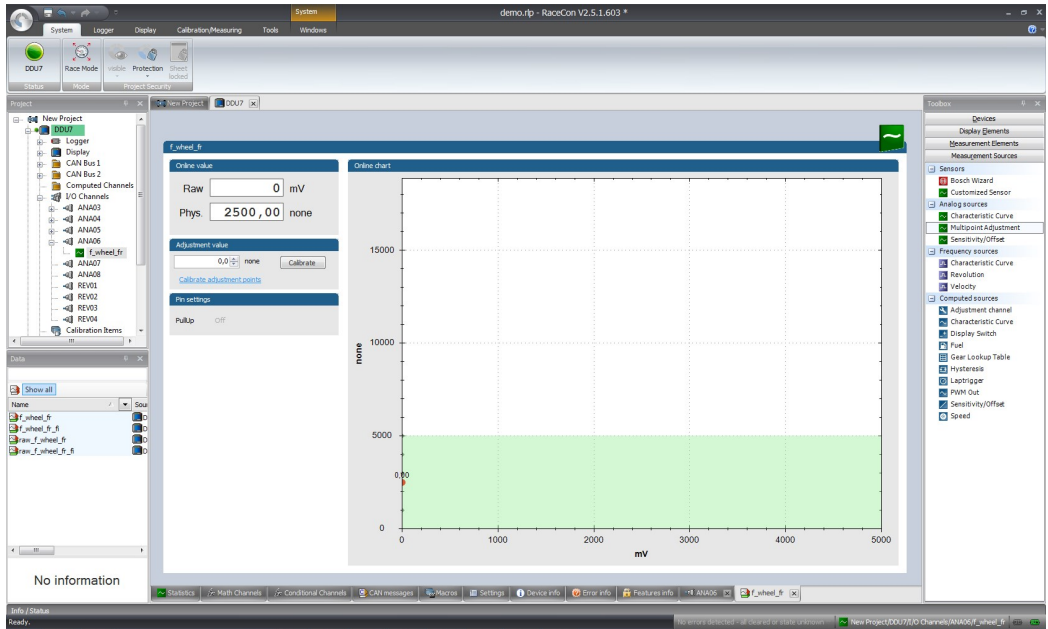 System
demo.rlp - RaceCon V2.5.1.603 *
System Logger Display Calibration/Measuring Tools Windows
DDU7
Race Mode
visible
Protection
Sheet locked
Status
Mode
Project Security
Project
New Project
DDU7
Logger
Display
CAN Bus 1
CAN Bus 2
Computed Channels
I/O Channels
ANA03
ANA04
ANA05
ANA06
f_wheel_fr
ANA07
ANA08
REV01
REV02
REV03
REV04
Calibration Items
Data
Show all
Name Sou
f_wheel_fr D
f_wheel_fr_fi D
raw_f_wheel_fr D
raw_f_wheel_fr_fi D
No information
New Project DDU7
f_wheel_fr
Online value
Raw 0 mV
Phys. 2500,00 none
Adjustment value
0,0 none Calibrate
Calibrate adjustment points
Pin settings
PullUp Off
Online chart
15000
10000
5000
0
none
0,00
0 1000 2000 3000 4000 5000
mV
Statistics Math Channels Conditional Channels CAN messages Macros Settings Device info Error info Features info ANA06 f_wheel_fr
Toolbox
Devices
Display Elements
Measurement Elements
Measurement Sources
Sensors
Bosch Wizard
Customized Sensor
Analog sources
Characteristic Curve
Multipoint Adjustment
Sensitivity/Offset
Frequency sources
Characteristic Curve
Revolution
Velocity
Computed sources
Adjustment channel
Characteristic Curve
Display Switch
Fuel
Gear Lookup Table
Hysteresis
Laptrigger
PWM Out
Sensitivity/Offset
Speed
Info / Status
Ready.
No errors detected - all cleared or state unknown
New Project/DDU7/I/O Channels/ANA06/f_wheel_fr